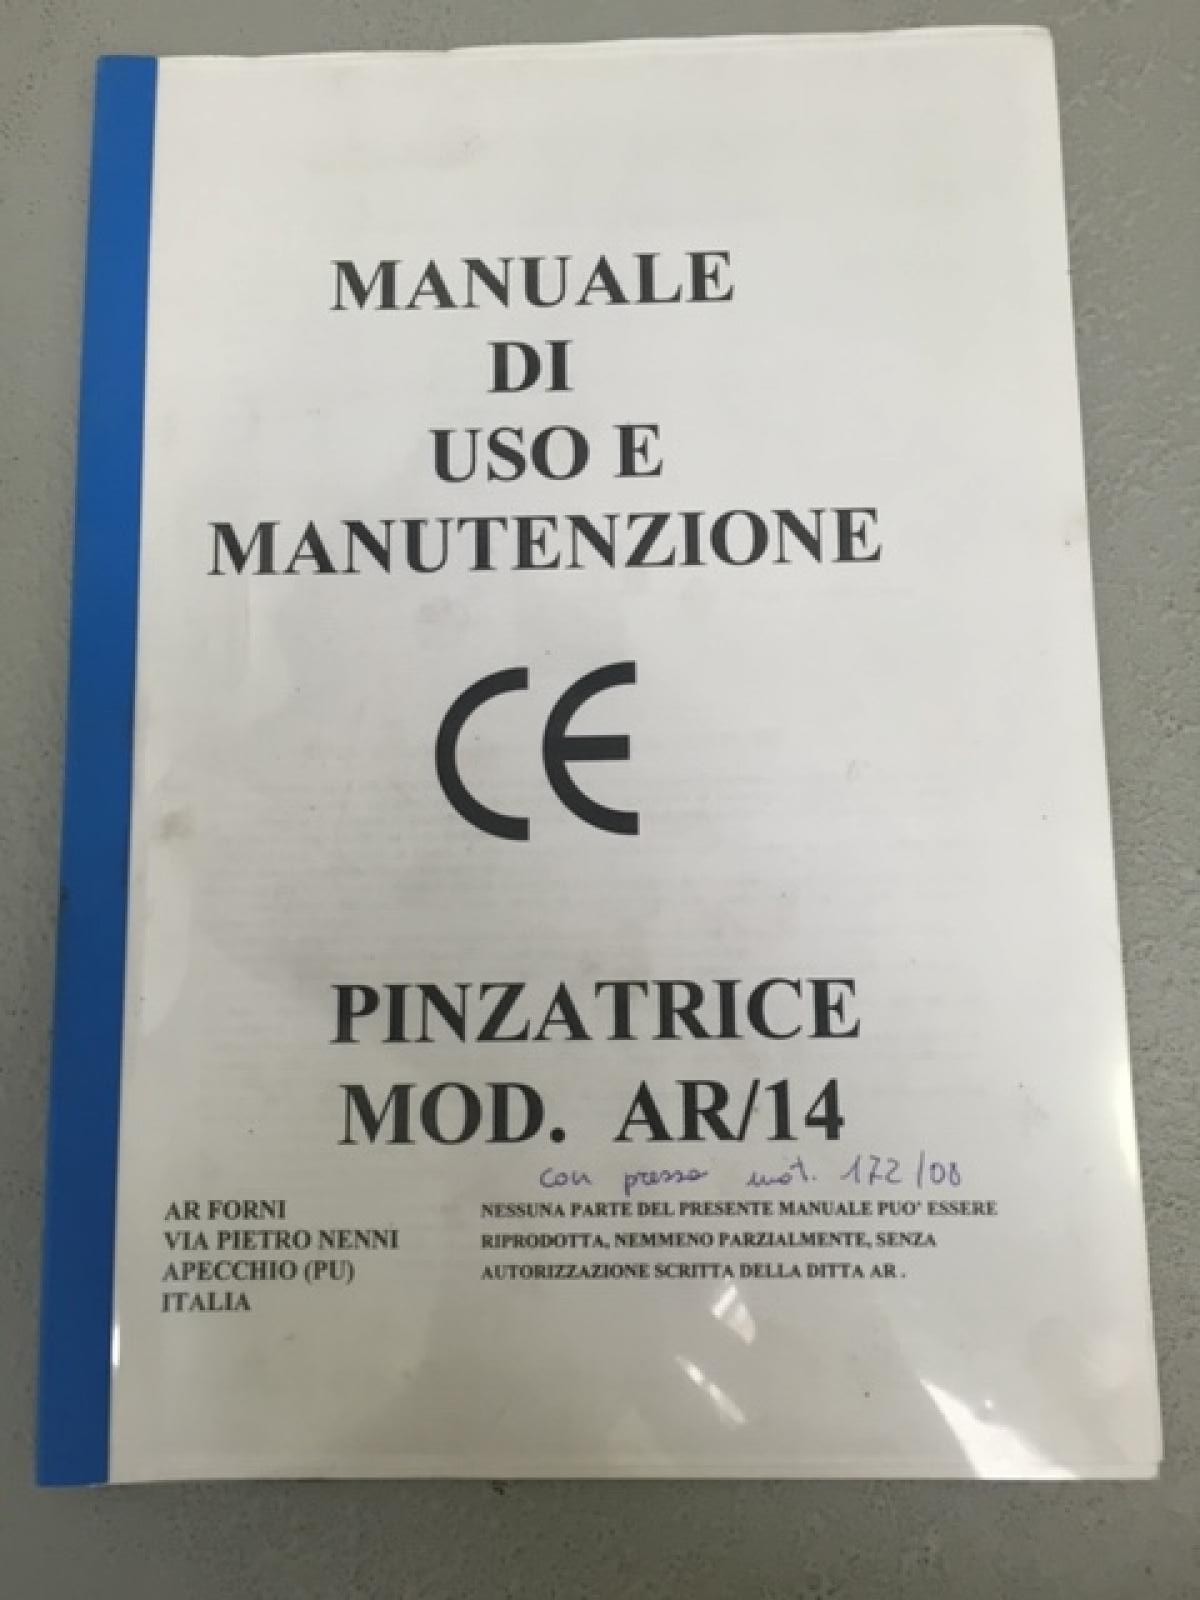 MANUALE
DI
USO E
MANUTENZIONE
CE
PINZATRICE
MOD. AR/14
con pressa mot. 172/08
AR FORNI
VIA PIETRO NENNI
APECCHIO (PU)
ITALIA
NESSUNA PARTE DEL PRESENTE MANUALE PUO' ESSERE
RIPRODOTTA, NEMMENO PARZIALMENTE, SENZA
AUTORIZZAZIONE SCRITTA DELLA DITTA AR .